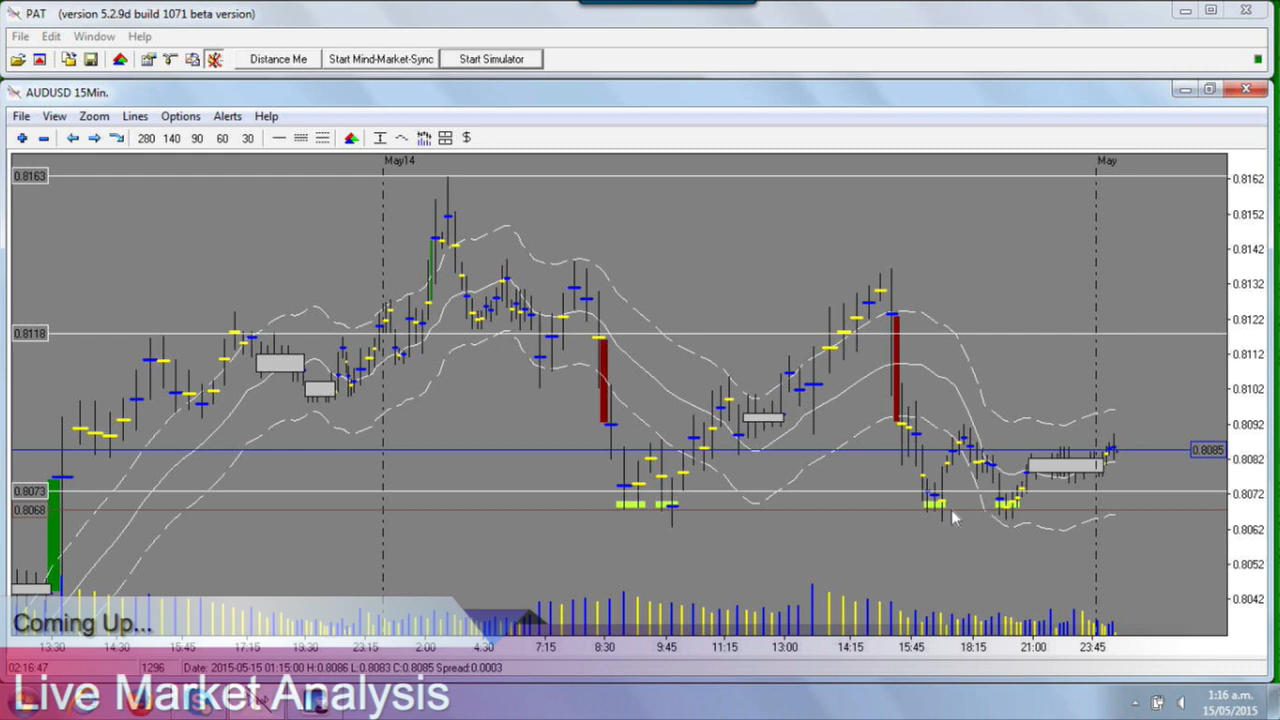 PAT (version 5.2.9d build 1071 beta version)
File Edit Window Help
Distance Me Start Mind-Market-Sync Start Simulator
AUDUSD 15Min.
File View Zoom Lines Options Alerts Help
280 140 90 60 30 $
May14 May
0.8163
0.8118
0.8073
0.8068
0.8162
0.8152
0.8142
0.8132
0.8122
0.8112
0.8102
0.8092
0.8085
0.8082
0.8072
0.8062
0.8052
0.8042
Coming Up...
13:30 14:30 15:45 17:15 19:30 23:15 2:00 4:30 7:15 8:30 9:45 11:15 13:00 14:15 15:45 18:15 21:00 23:45
02:16:47 1296 Date: 2015-05-15 01:15:00 H:0.8086 L:0.8083 C:0.8085 Spread:0.0003
Live Market Analysis
1:16 a.m.
15/05/2015